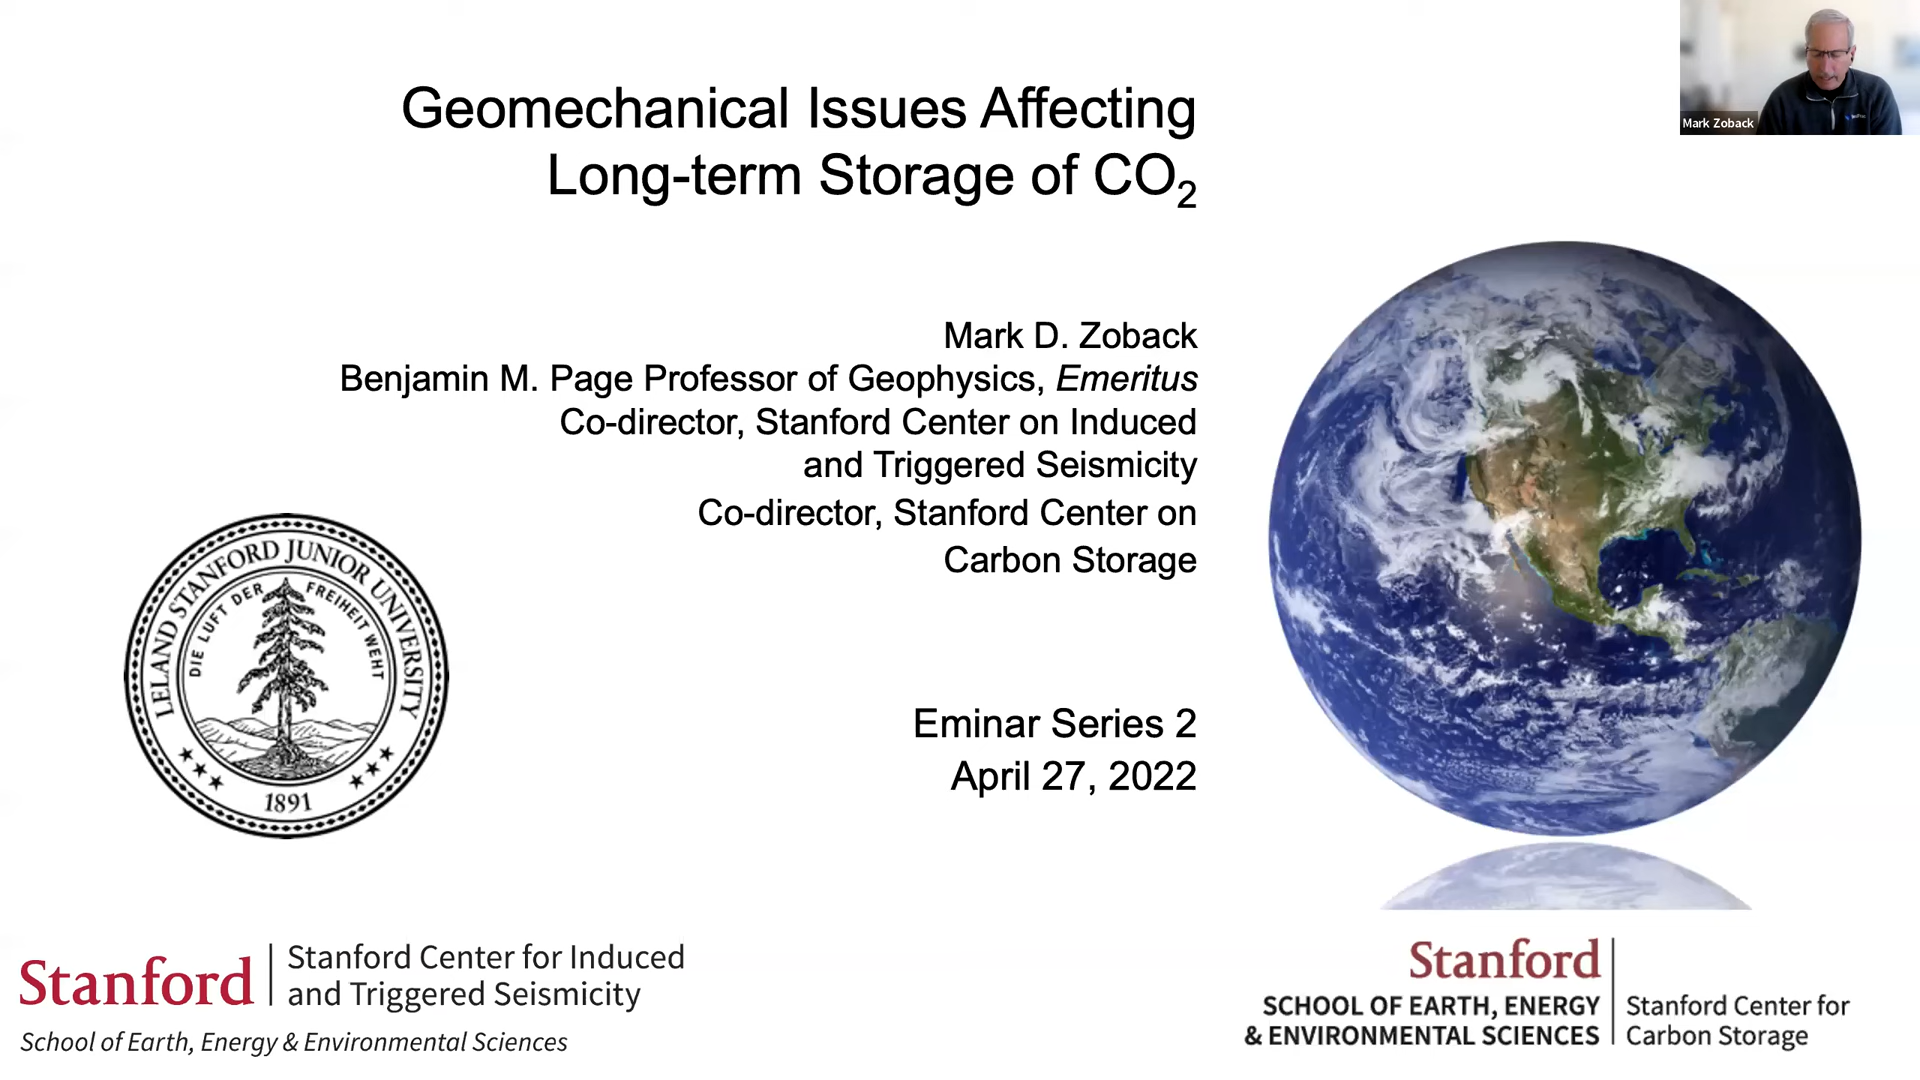 Geomechanical Issues Affecting
Long-term Storage of CO₂
Mark Zoback
Mark D. Zoback
Benjamin M. Page Professor of Geophysics, Emeritus
Co-director, Stanford Center on Induced
and Triggered Seismicity
Co-director, Stanford Center on
Carbon Storage
LELAND STANFORD JUNIOR UNIVERSITY
DIE LUFT DER FREIHEIT WEHT
1891
Eminar Series 2
April 27, 2022
Stanford
Stanford Center for Induced
and Triggered Seismicity
School of Earth, Energy & Environmental Sciences
Stanford
SCHOOL OF EARTH, ENERGY
& ENVIRONMENTAL SCIENCES
Stanford Center for
Carbon Storage